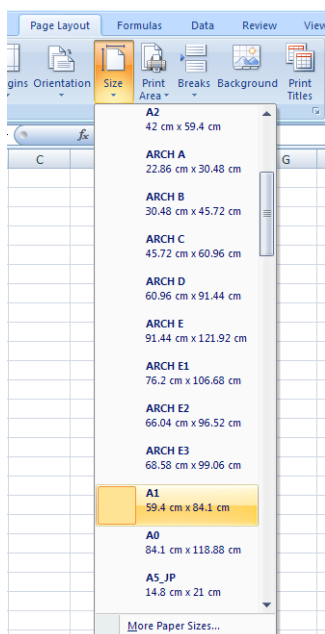 Page Layout Formulas Data Review View
gins Orientation Size Print Area Breaks Background Print Titles
fx
C G
A2
42 cm x 59.4 cm
ARCH A
22.86 cm x 30.48 cm
ARCH B
30.48 cm x 45.72 cm
ARCH C
45.72 cm x 60.96 cm
ARCH D
60.96 cm x 91.44 cm
ARCH E
91.44 cm x 121.92 cm
ARCH E1
76.2 cm x 106.68 cm
ARCH E2
66.04 cm x 96.52 cm
ARCH E3
68.58 cm x 99.06 cm
A1
59.4 cm x 84.1 cm
A0
84.1 cm x 118.88 cm
A5_JP
14.8 cm x 21 cm
More Paper Sizes...